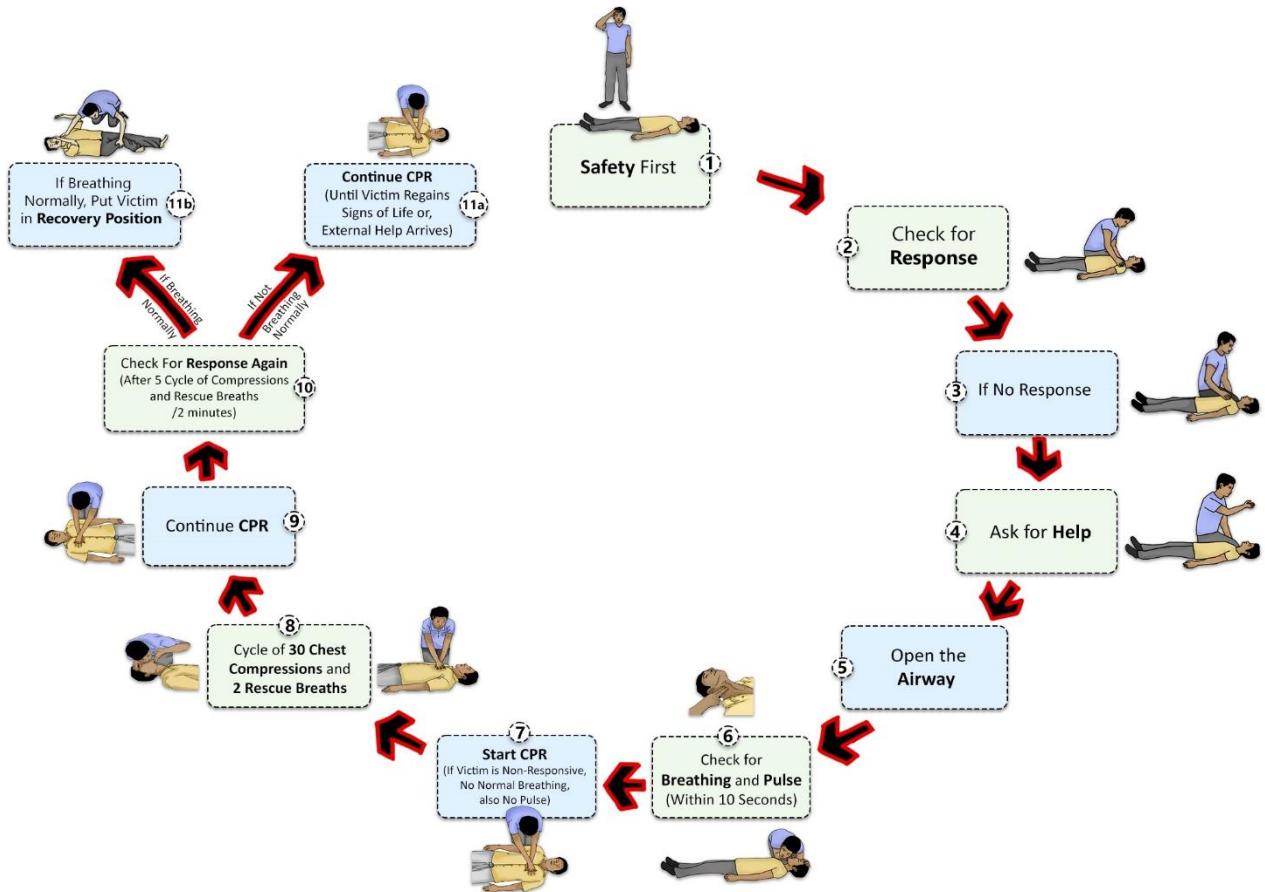 1
Safety First
2
Check for
Response
3
If No Response
4
Ask for Help
5
Open the
Airway
6
Check for
Breathing and Pulse
(Within 10 Seconds)
7
Start CPR
(If Victim is Non-Responsive,
No Normal Breathing,
also No Pulse)
8
Cycle of 30 Chest
Compressions and
2 Rescue Breaths
9
Continue CPR
10
Check For Response Again
(After 5 Cycle of Compressions
and Rescue Breaths
/2 minutes)
If Not
Breathing
Normally
11a
Continue CPR
(Until Victim Regains
Signs of Life or,
External Help Arrives)
If Breathing
Normally
11b
If Breathing
Normally, Put Victim
in Recovery Position